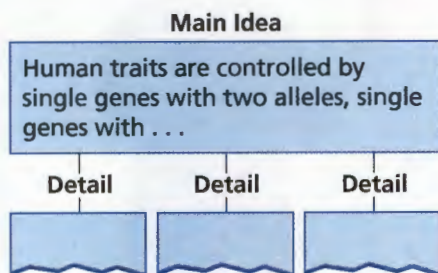 Main Idea
Human traits are controlled by
single genes with two alleles, single
genes with . . .
Detail Detail Detail